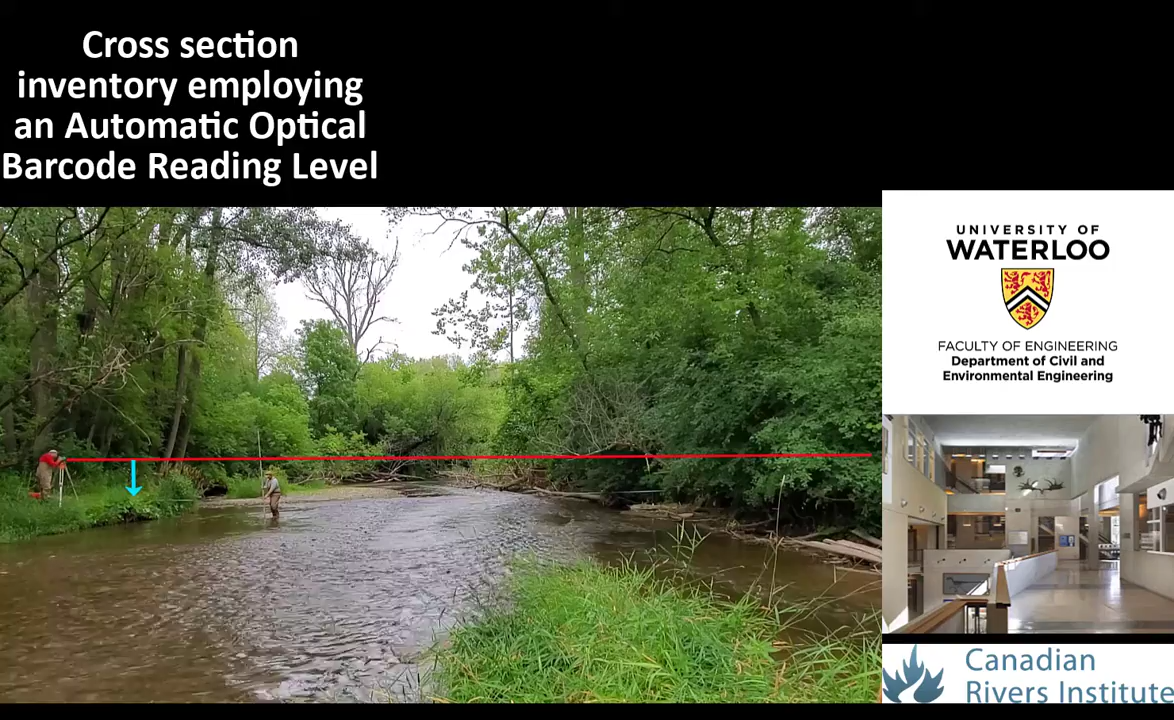 Cross section
inventory employing
an Automatic Optical
Barcode Reading Level
UNIVERSITY OF
WATERLOO
FACULTY OF ENGINEERING
Department of Civil and
Environmental Engineering
Canadian
Rivers Institute